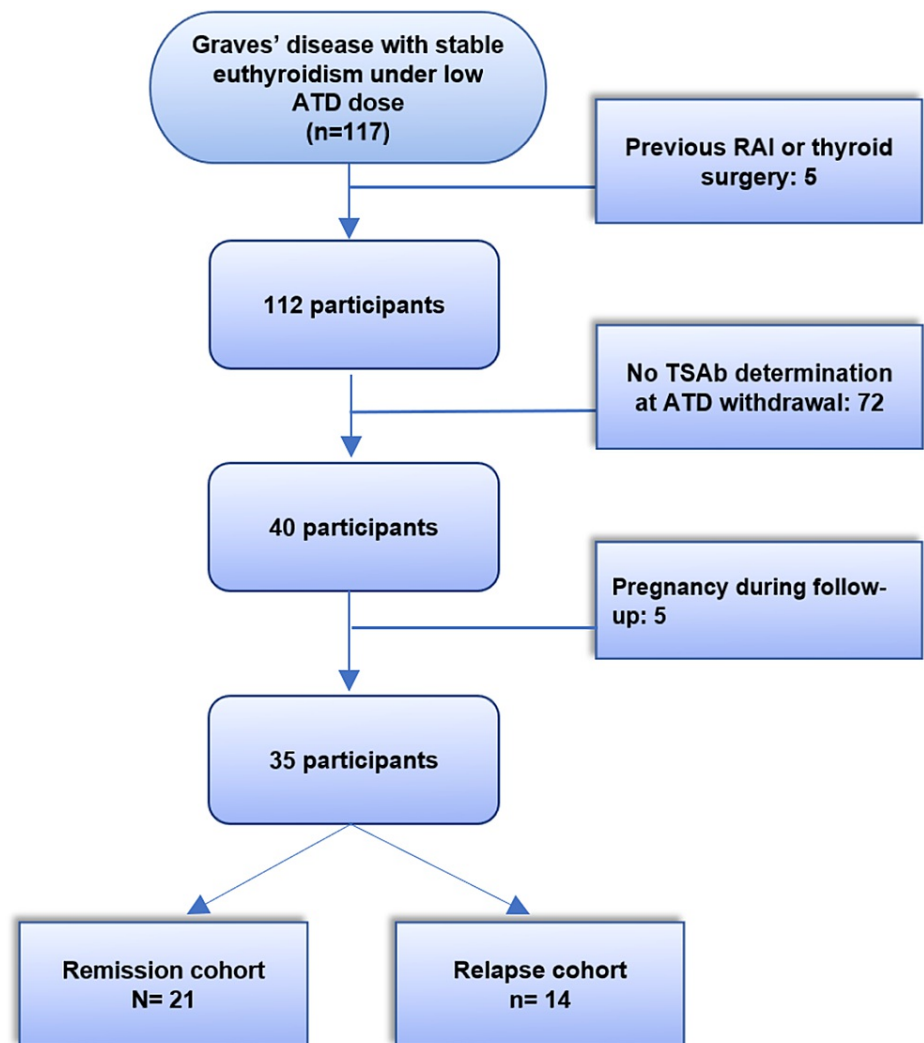 Graves’ disease with stable
euthyroidism under low
ATD dose
(n=117)
Previous RAI or thyroid
surgery: 5
112 participants
No TSAb determination
at ATD withdrawal: 72
40 participants
Pregnancy during follow-
up: 5
35 participants
Remission cohort
N= 21
Relapse cohort
n= 14